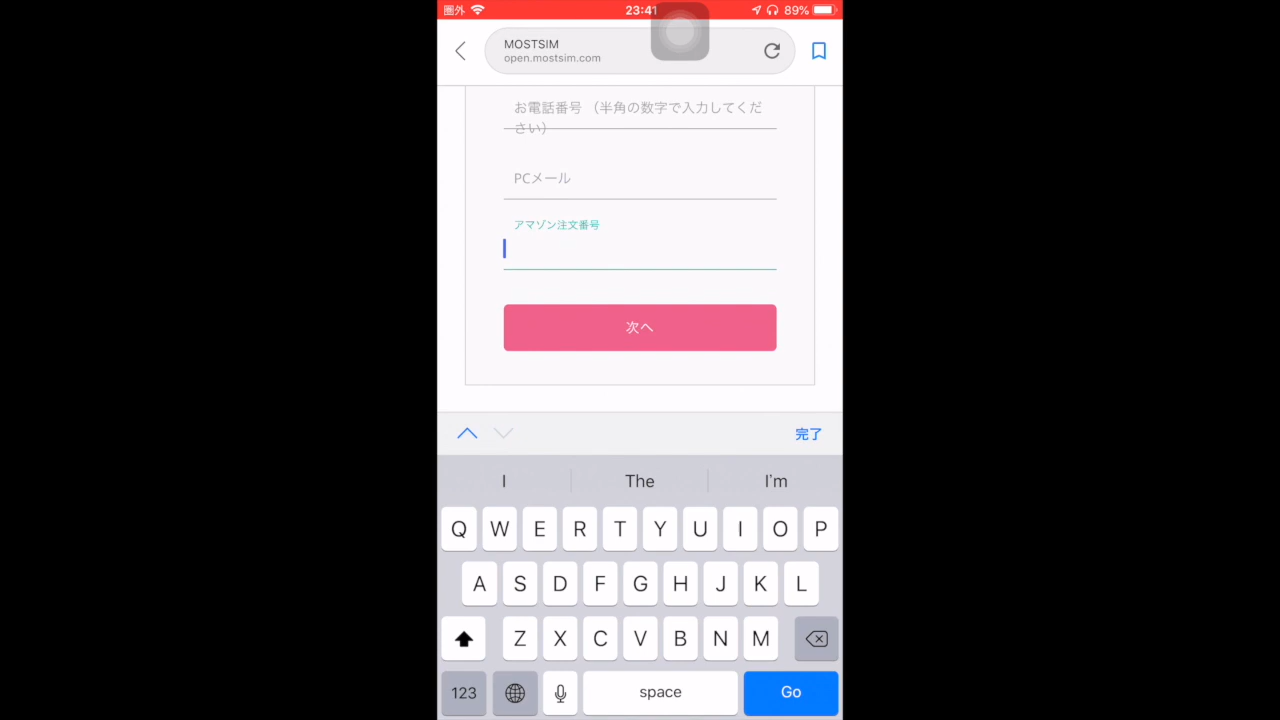 圏外 23:41 89%
MOSTSIM
open.mostsim.com
お電話番号 （半角の数字で入力してくだ
さい）
PCメール
アマゾン注文番号
次へ
完了
I The I'm
Q W E R T Y U I O P
A S D F G H J K L
Z X C V B N M
123 space Go